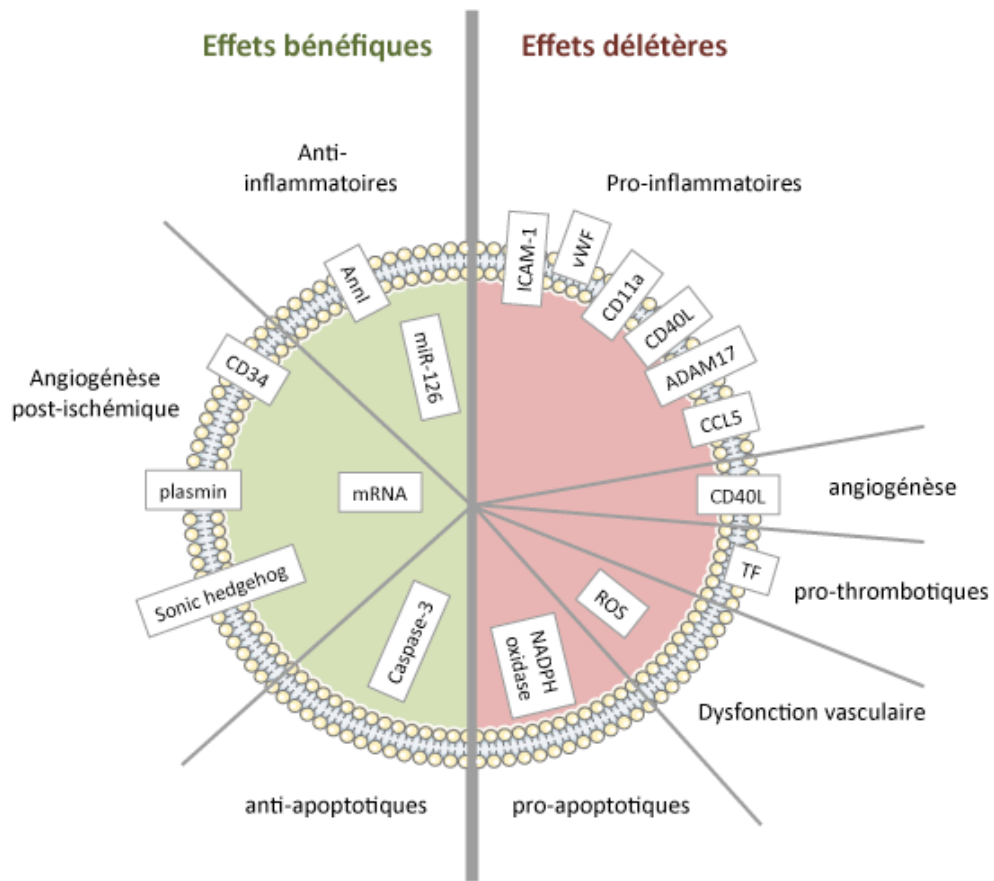 Effets bénéfiques
Effets délétères
Anti-
inflammatoires
Pro-inflammatoires
ICAM-1
vWF
CD11a
CD40L
ADAM17
CCL5
AnnI
miR-126
CD34
Angiogénèse
post-ischémique
plasmin
mRNA
CD40L
angiogénèse
TF
pro-thrombotiques
Sonic hedgehog
Caspase-3
NADPH
oxidase
ROS
Dysfonction vasculaire
anti-apoptotiques
pro-apoptotiques